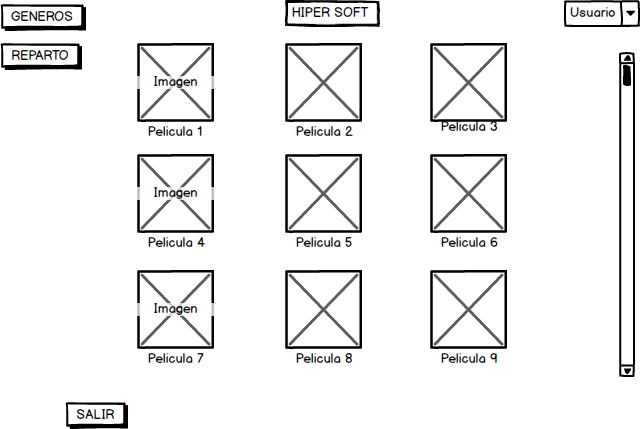 GENEROS
HIPER SOFT
Usuario
REPARTO
Imagen
Pelicula 1
Pelicula 2
Pelicula 3
Imagen
Pelicula 4
Pelicula 5
Pelicula 6
Imagen
Pelicula 7
Pelicula 8
Pelicula 9
SALIR